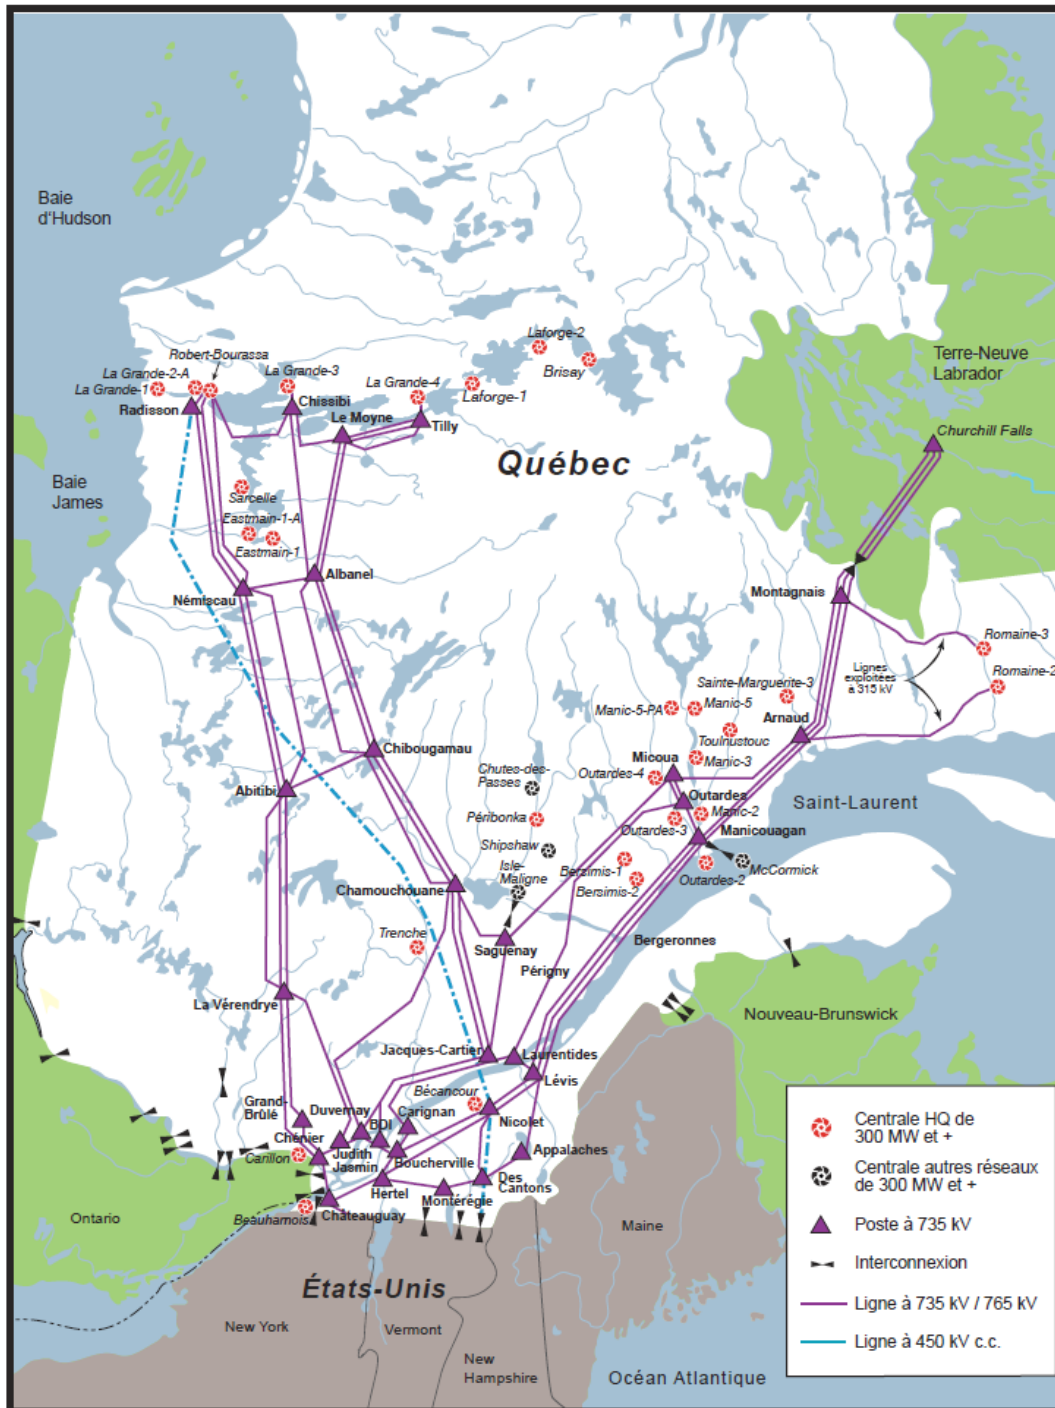 Baie
d'Hudson
Laforge-2
Brisay
Terre-Neuve
Labrador
Robert-Bourassa
La Grande-2-A
La Grande-1
La Grande-3
La Grande-4
Laforge-1
Radisson
Chissibi
Le Moyne
Tilly
Churchill Falls
Québec
Baie
James
Sarcelle
Eastmain-1-A
Eastmain-1
Albanel
Némiscau
Montagnais
Romaine-3
Romaine-2
Lignes
exploitées
à 315 kV
Sainte-Marguerite-3
Manic-5-PA
Manic-5
Arnaud
Toulnustouc
Chibougamau
Micoua
Manic-3
Chutes-des-
Passes
Outardes-4
Abitibi
Outardes
Saint-Laurent
Péribonka
Manic-2
Outardes-3
Manicouagan
Shipshaw
Isle-
Maligne
Bersimis-1
Bersimis-2
McCormick
Outardes-2
Chamouchouane
Trenche
Saguenay
Bergeronnes
Périgny
La Vérendrye
Nouveau-Brunswick
Jacques-Cartier
Laurentides
Lévis
Bécancour
Grand-
Brûlé
Duvernay
BDI
Carignan
Nicolet
Chénier
Carillon
Judith
Jasmin
Boucherville
Appalaches
Hertel
Montérégie
Des
Cantons
Beauharnois
Châteauguay
Ontario
Maine
États-Unis
New York
Vermont
New
Hampshire
Océan Atlantique
Centrale HQ de
300 MW et +
Centrale autres réseaux
de 300 MW et +
Poste à 735 kV
Interconnexion
Ligne à 735 kV / 765 kV
Ligne à 450 kV c.c.